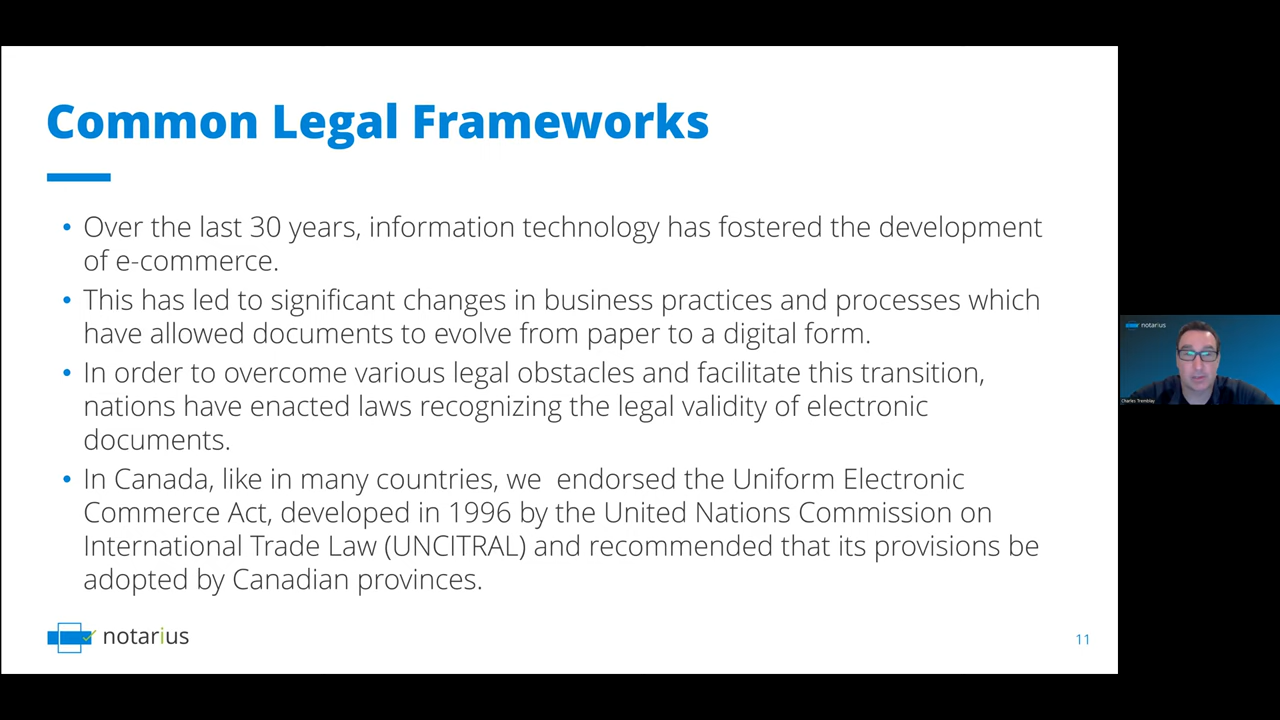 Common Legal Frameworks
• Over the last 30 years, information technology has fostered the development
of e-commerce.
• This has led to significant changes in business practices and processes which
have allowed documents to evolve from paper to a digital form.
• In order to overcome various legal obstacles and facilitate this transition,
nations have enacted laws recognizing the legal validity of electronic
documents.
• In Canada, like in many countries, we  endorsed the Uniform Electronic
Commerce Act, developed in 1996 by the United Nations Commission on
International Trade Law (UNCITRAL) and recommended that its provisions be
adopted by Canadian provinces.
notarius
11
notarius
Charles Tremblay